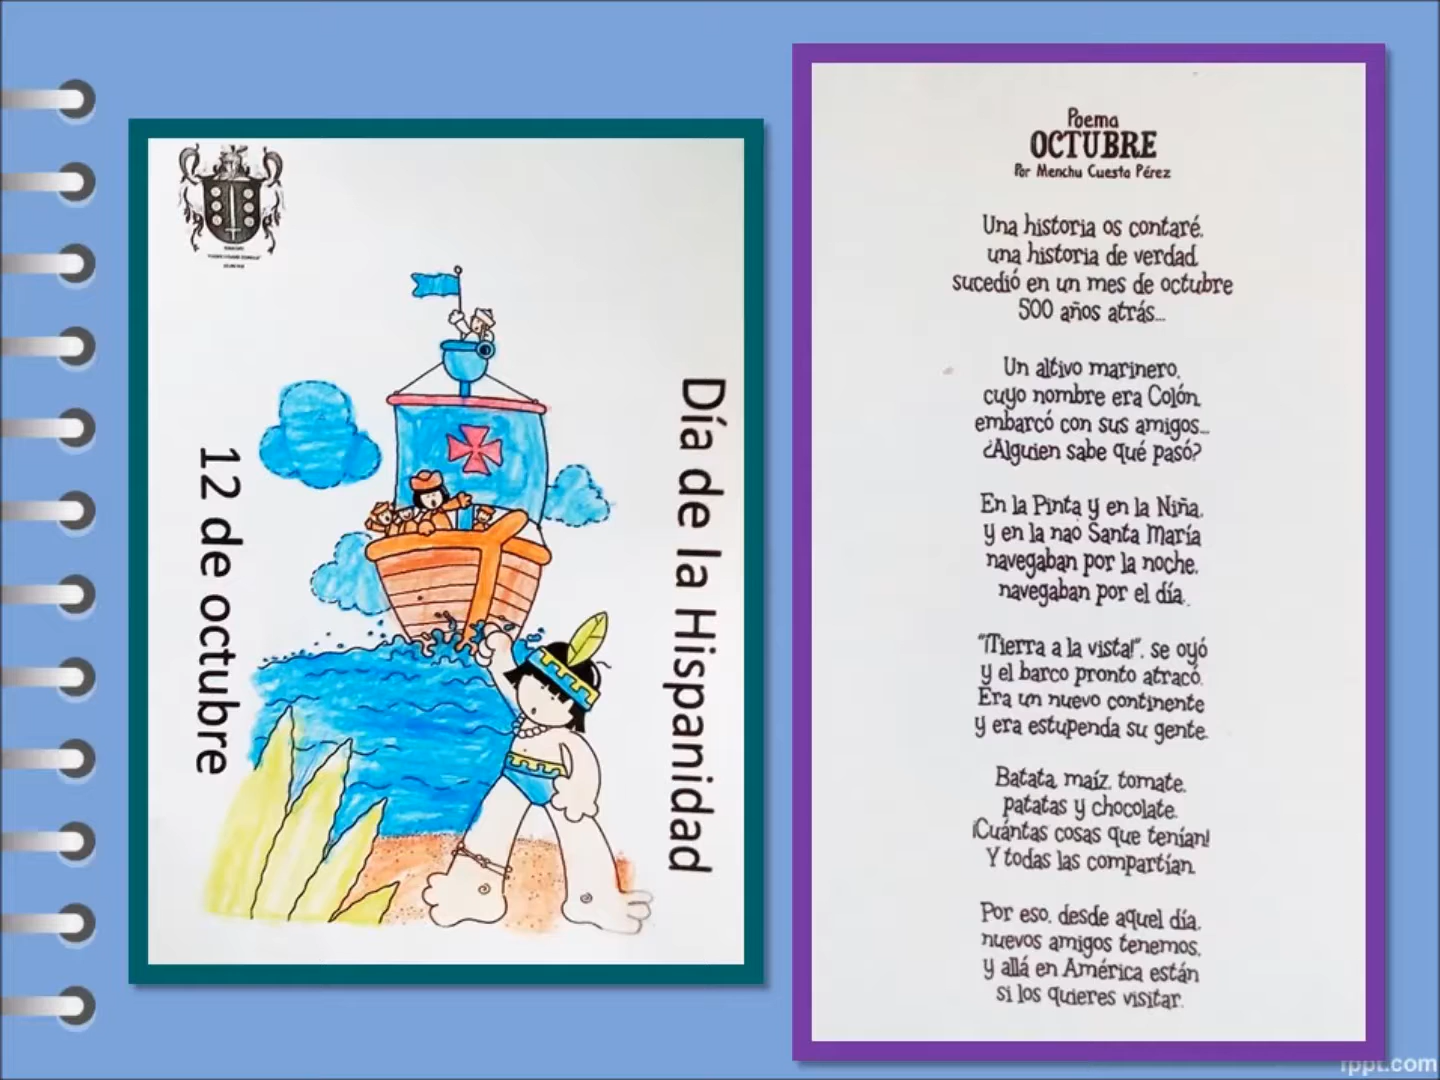 12 de octubre
Día de la Hispanidad
Poema
OCTUBRE
Por Menchu Cuesta Pérez
Una historia os contaré,
una historia de verdad,
sucedió en un mes de octubre
500 años atrás...
Un altivo marinero,
cuyo nombre era Colón,
embarcó con sus amigos...
¿Alguien sabe qué pasó?
En la Pinta y en la Niña,
y en la nao Santa María
navegaban por la noche,
navegaban por el día.
"¡Tierra a la vista!", se oyó
y el barco pronto atracó.
Era un nuevo continente
y era estupenda su gente.
Batata, maíz, tomate,
patatas y chocolate.
¡Cuántas cosas que tenían!
Y todas las compartían.
Por eso, desde aquel día,
nuevos amigos tenemos,
y allá en América están
si los quieres visitar.
fppt.com